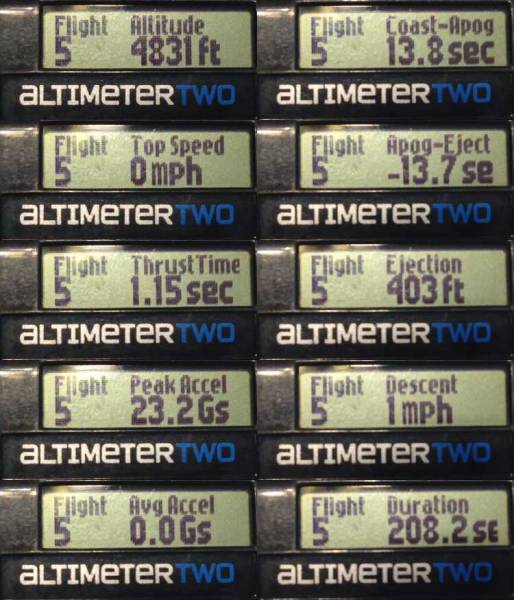 Flight Altitude
5 4831 ft
ALTIMETERTWO
Flight Top Speed
5 0 mph
ALTIMETERTWO
Flight Thrust Time
5 1.15 sec
ALTIMETERTWO
Flight Peak Accel
5 23.2 Gs
ALTIMETERTWO
Flight Avg Accel
5 0.0 Gs
ALTIMETERTWO
Flight Coast-Apog
5 13.8 sec
ALTIMETERTWO
Flight Apog-Eject
5 -13.7 se
ALTIMETERTWO
Flight Ejection
5 403 ft
ALTIMETERTWO
Flight Descent
5 1 mph
ALTIMETERTWO
Flight Duration
5 208.2 se
ALTIMETERTWO